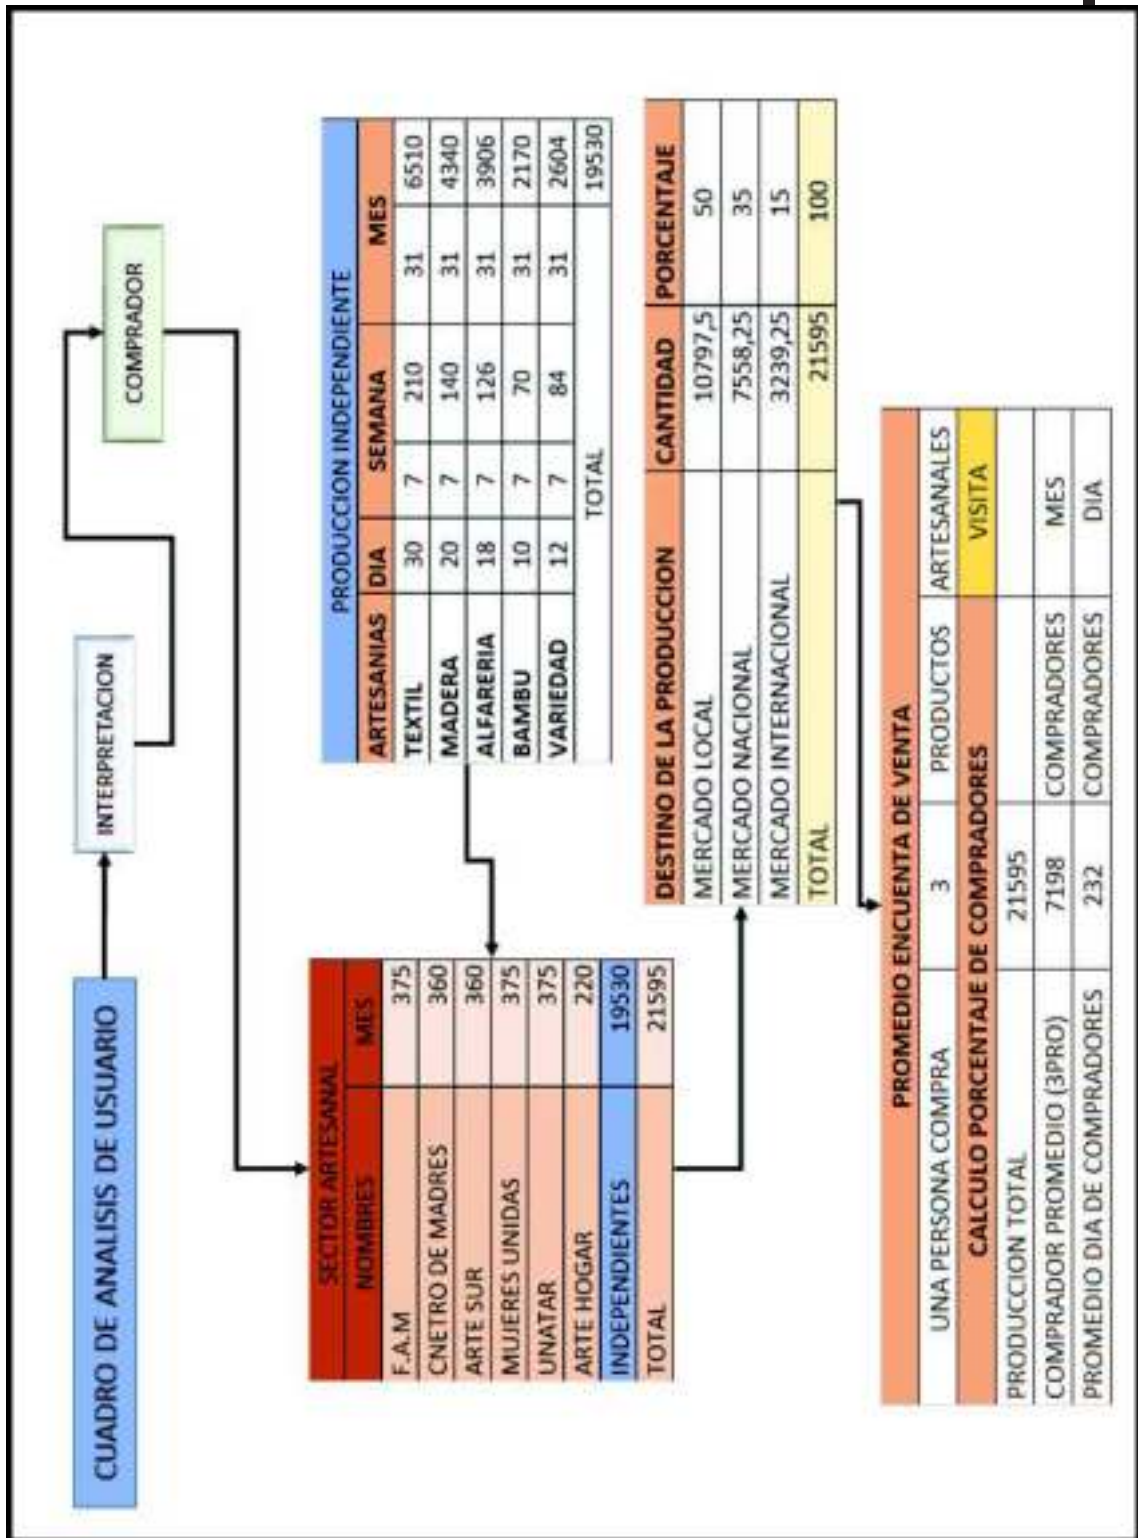 CUADRO DE ANALISIS DE USUARIO
INTERPRETACION
COMPRADOR
SECTOR ARTESANAL
NOMBRES MES
F.A.M 375
CNETRO DE MADRES 360
ARTE SUR 360
MUJERES UNIDAS 375
UNATAR 375
ARTE HOGAR 220
INDEPENDIENTES 19530
TOTAL 21595
PRODUCCION INDEPENDIENTE
ARTESANIAS DIA SEMANA MES
TEXTIL 30 7 210 31 6510
MADERA 20 7 140 31 4340
ALFARERIA 18 7 126 31 3906
BAMBU 10 7 70 31 2170
VARIEDAD 12 7 84 31 2604
TOTAL 19530
DESTINO DE LA PRODUCCION CANTIDAD PORCENTAJE
MERCADO LOCAL 10797,5 50
MERCADO NACIONAL 7558,25 35
MERCADO INTERNACIONAL 3239,25 15
TOTAL 21595 100
PROMEDIO ENCUENTA DE VENTA
UNA PERSONA COMPRA 3 PRODUCTOS ARTESANALES
CALCULO PORCENTAJE DE COMPRADORES VISITA
PRODUCCION TOTAL 21595
COMPRADOR PROMEDIO (3PRO) 7198 COMPRADORES MES
PROMEDIO DIA DE COMPRADORES 232 COMPRADORES DIA